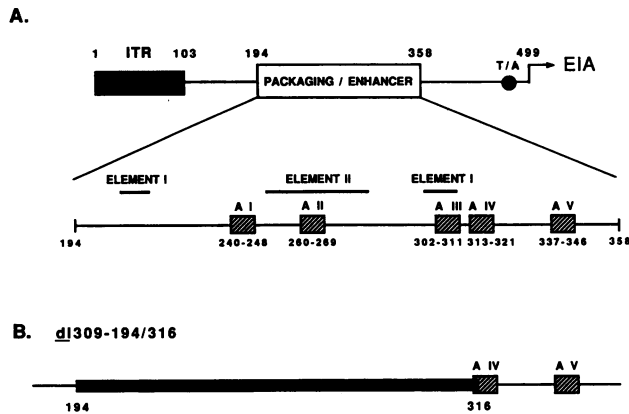 A.
1 ITR 103 194 358 499
T/A EIA
PACKAGING / ENHANCER
ELEMENT I ELEMENT II ELEMENT I
A I A II A III A IV A V
194 240-248 260-269 302-311 313-321 337-346 358
B. dl309-194/316
A IV A V
194 316